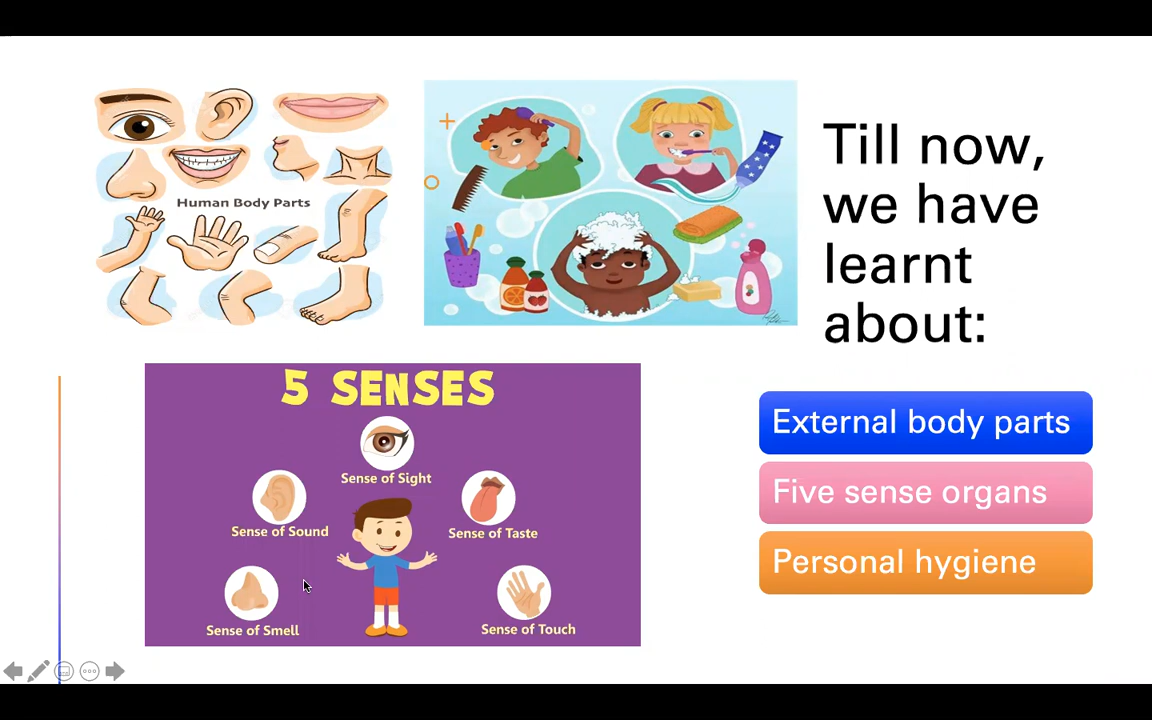 Human Body Parts
Till now,
we have
learnt
about:
5 SENSES
Sense of Sight
Sense of Sound
Sense of Taste
Sense of Smell
Sense of Touch
External body parts
Five sense organs
Personal hygiene